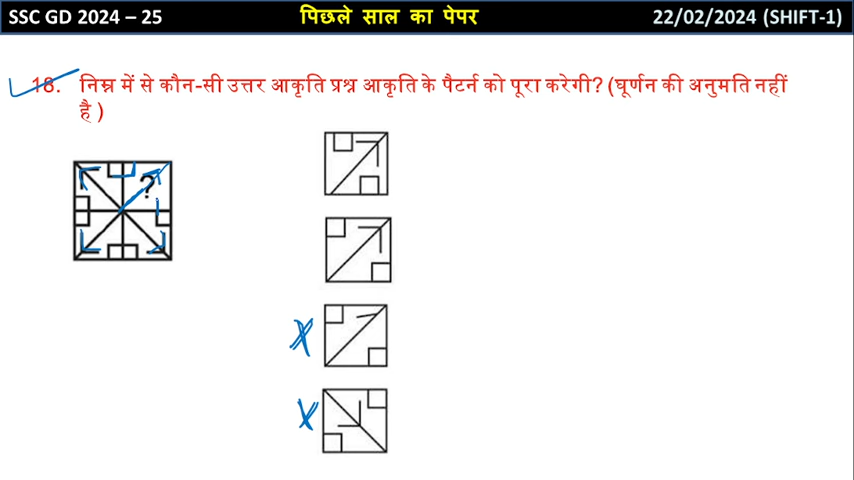 SSC GD 2024 – 25
पिछले साल का पेपर
22/02/2024 (SHIFT-1)
18. निम्न में से कौन-सी उत्तर आकृति प्रश्न आकृति के पैटर्न को पूरा करेगी? (घूर्णन की अनुमति नहीं
है )
?